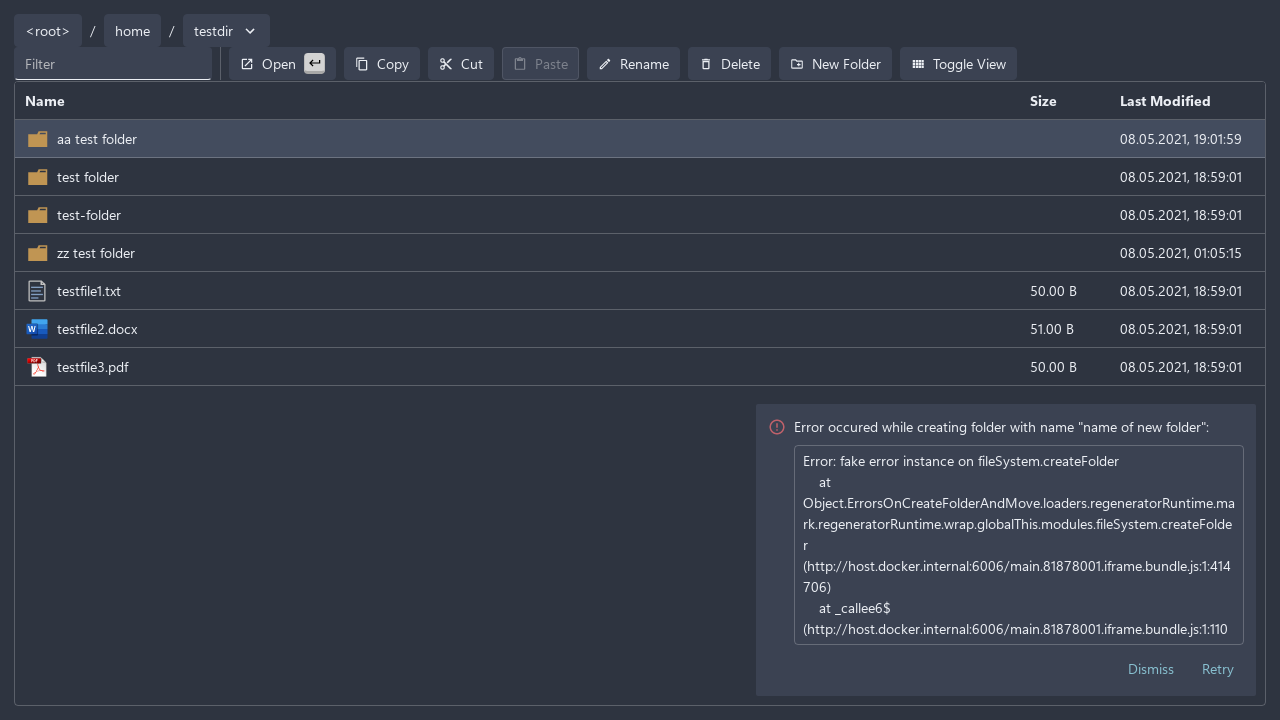 <root> / home / testdir
Filter Open Copy Cut Paste Rename Delete New Folder Toggle View
Name Size Last Modified
aa test folder 08.05.2021, 19:01:59
test folder 08.05.2021, 18:59:01
test-folder 08.05.2021, 18:59:01
zz test folder 08.05.2021, 01:05:15
testfile1.txt 50.00 B 08.05.2021, 18:59:01
W testfile2.docx 51.00 B 08.05.2021, 18:59:01
PDF testfile3.pdf 50.00 B 08.05.2021, 18:59:01
Error occured while creating folder with name "name of new folder":
Error: fake error instance on fileSystem.createFolder
at
Object.ErrorsOnCreateFolderAndMove.loaders.regeneratorRuntime.ma
rk.regeneratorRuntime.wrap.globalThis.modules.fileSystem.createFolde
r
(http://host.docker.internal:6006/main.81878001.iframe.bundle.js:1:414
706)
at _callee6$
(http://host.docker.internal:6006/main.81878001.iframe.bundle.js:1:110
Dismiss Retry